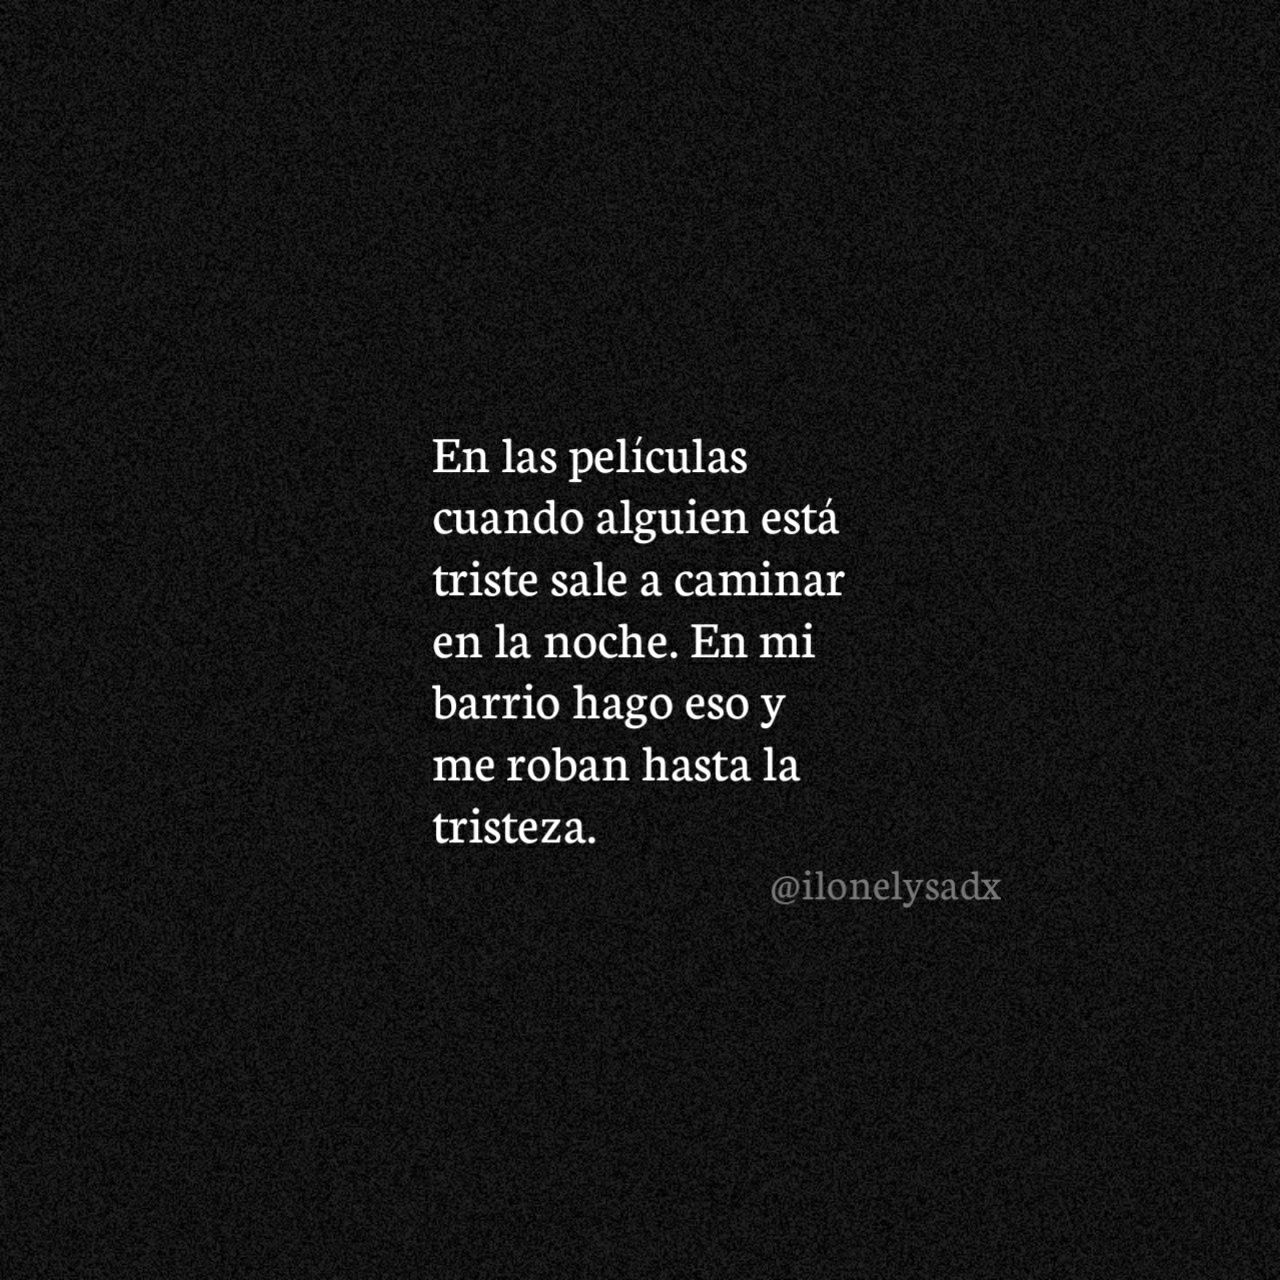 En las películas
cuando alguien está
triste sale a caminar
en la noche. En mi
barrio hago eso y
me roban hasta la
tristeza.
@ilonelysadx